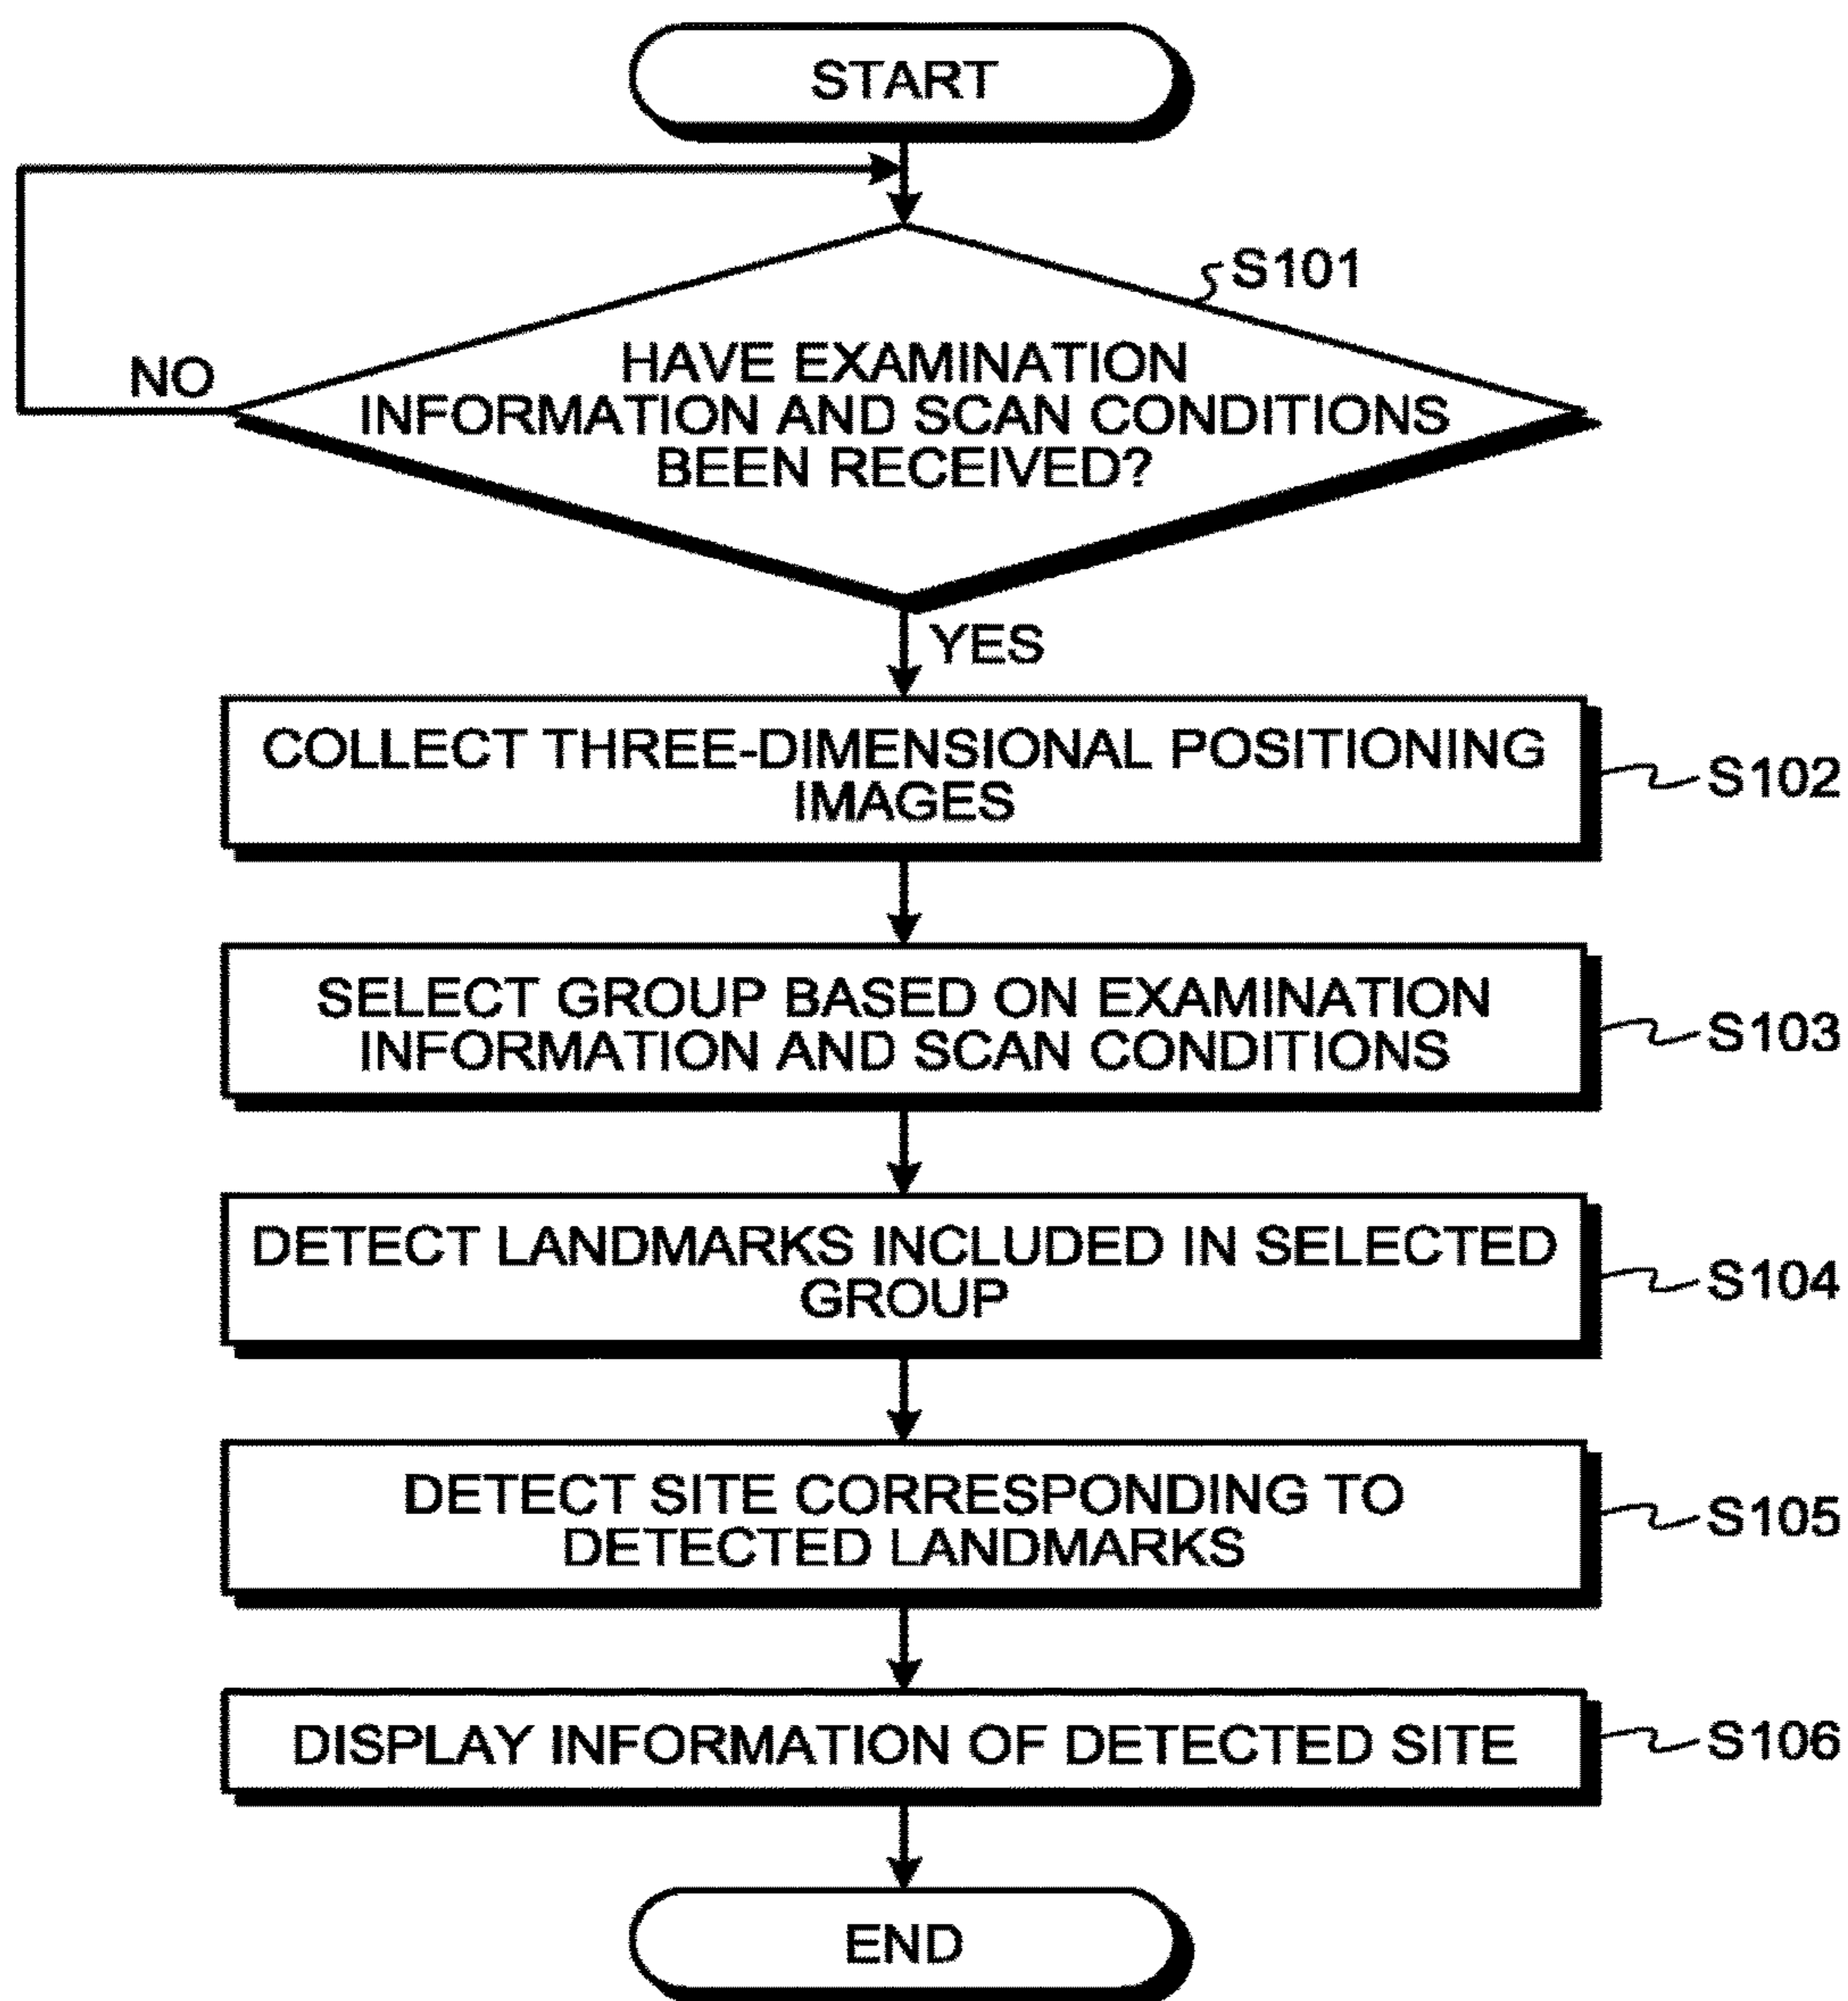 START
S101
HAVE EXAMINATION
INFORMATION AND SCAN CONDITIONS
BEEN RECEIVED?
NO
YES
COLLECT THREE-DIMENSIONAL POSITIONING
IMAGES
S102
SELECT GROUP BASED ON EXAMINATION
INFORMATION AND SCAN CONDITIONS
S103
DETECT LANDMARKS INCLUDED IN SELECTED
GROUP
S104
DETECT SITE CORRESPONDING TO
DETECTED LANDMARKS
S105
DISPLAY INFORMATION OF DETECTED SITE
S106
END